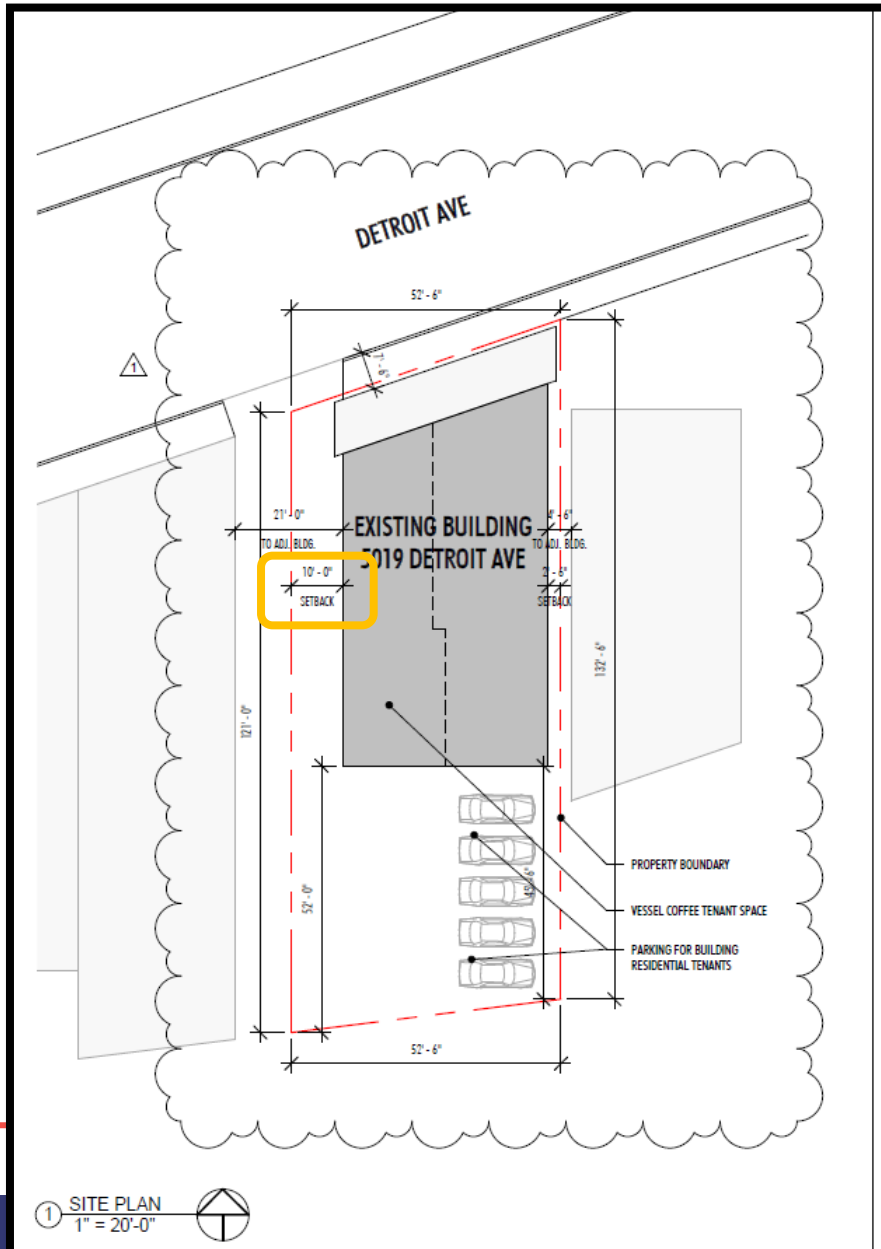 DETROIT AVE
52' - 6"
7' - 6"
1
21' - 0"
TO ADJ. BLDG.
EXISTING BUILDING
5019 DETROIT AVE
4' - 6"
TO ADJ. BLDG.
10' - 0"
SETBACK
2' - 6"
SETBACK
132' - 6"
121' - 0"
52' - 0"
45' - 6"
PROPERTY BOUNDARY
VESSEL COFFEE TENANT SPACE
PARKING FOR BUILDING
RESIDENTIAL TENANTS
52' - 6"
1 SITE PLAN
1" = 20'-0"